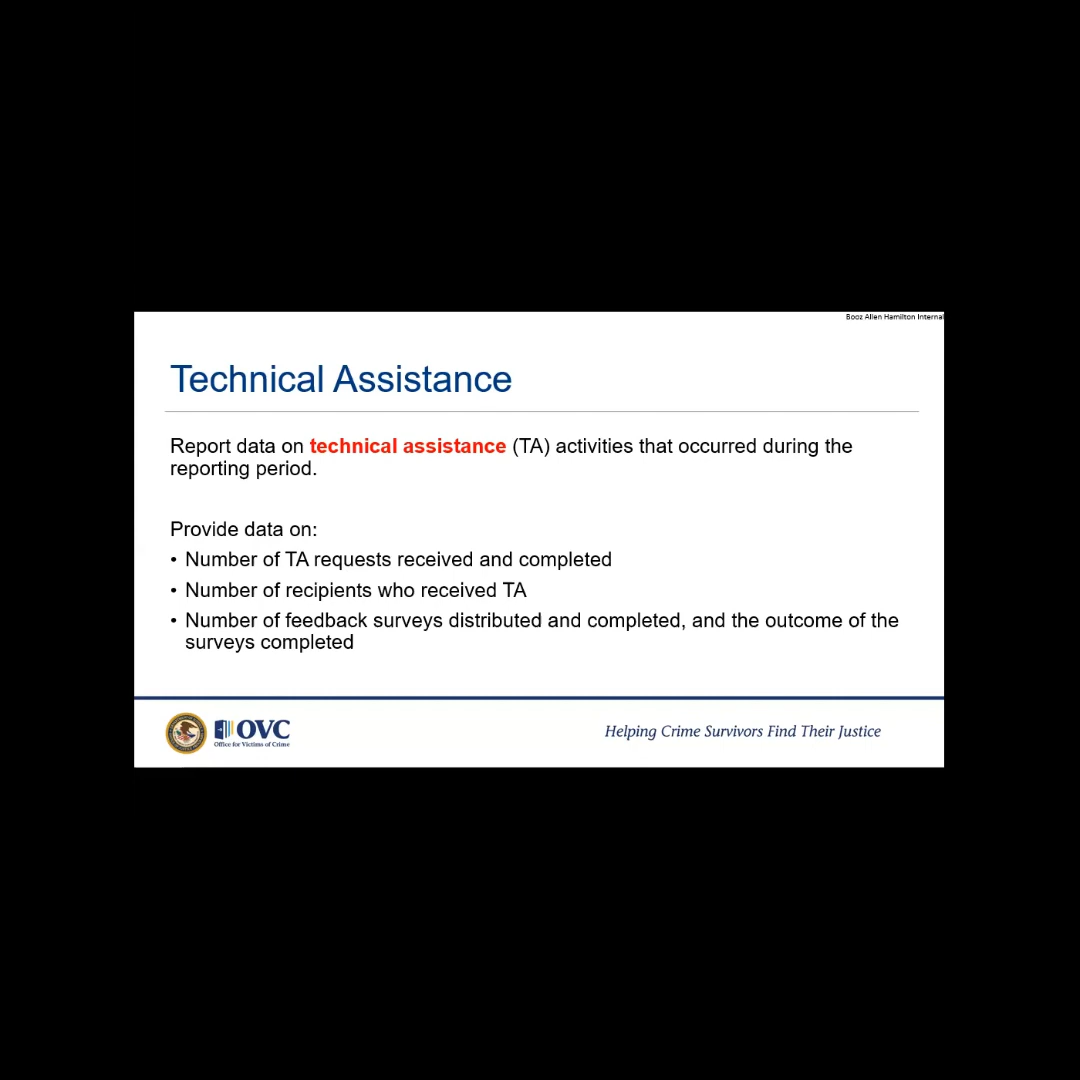 Booz Allen Hamilton Internal
Technical Assistance
Report data on technical assistance (TA) activities that occurred during the
reporting period.
Provide data on:
• Number of TA requests received and completed
• Number of recipients who received TA
• Number of feedback surveys distributed and completed, and the outcome of the
surveys completed
OVC
Office for Victims of Crime
Helping Crime Survivors Find Their Justice